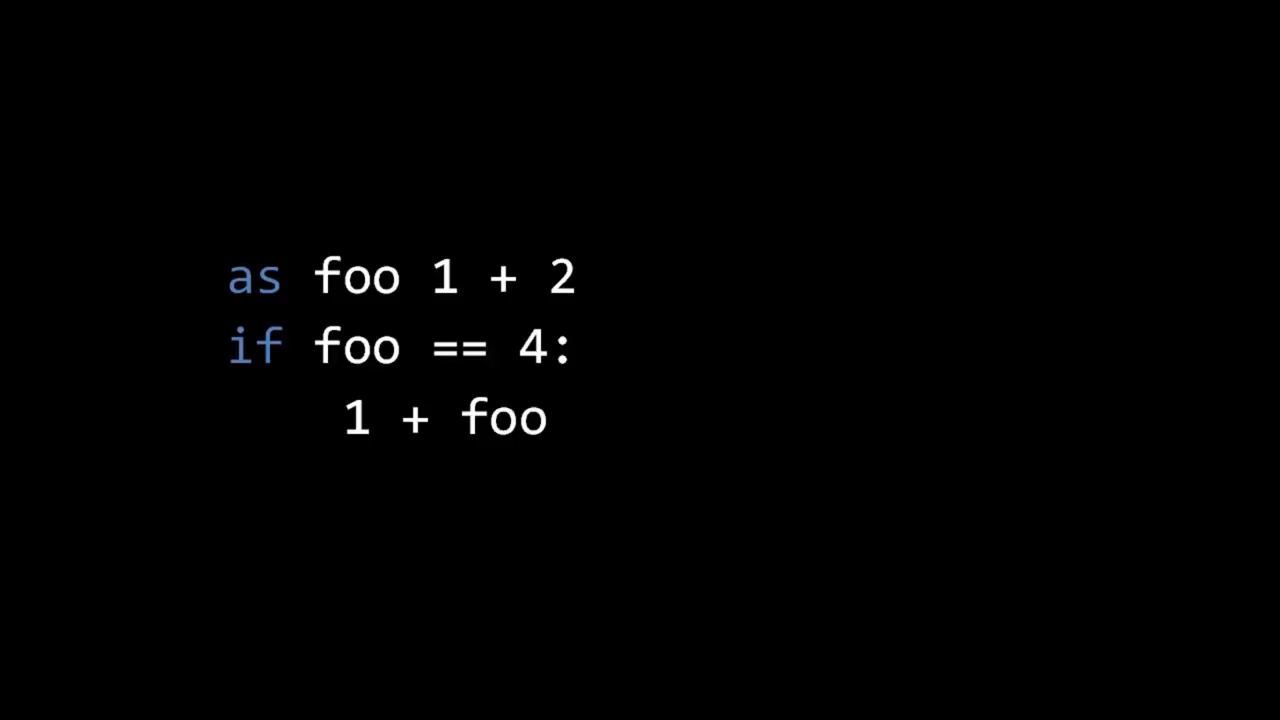 as foo 1 + 2
if foo == 4:
    1 + foo